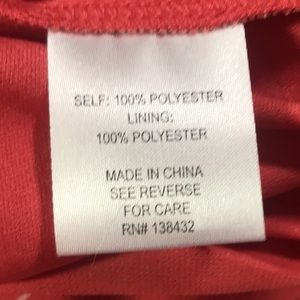 SELF: 100% POLYESTER
LINING:
100% POLYESTER
MADE IN CHINA
SEE REVERSE
FOR CARE
RN# 138432